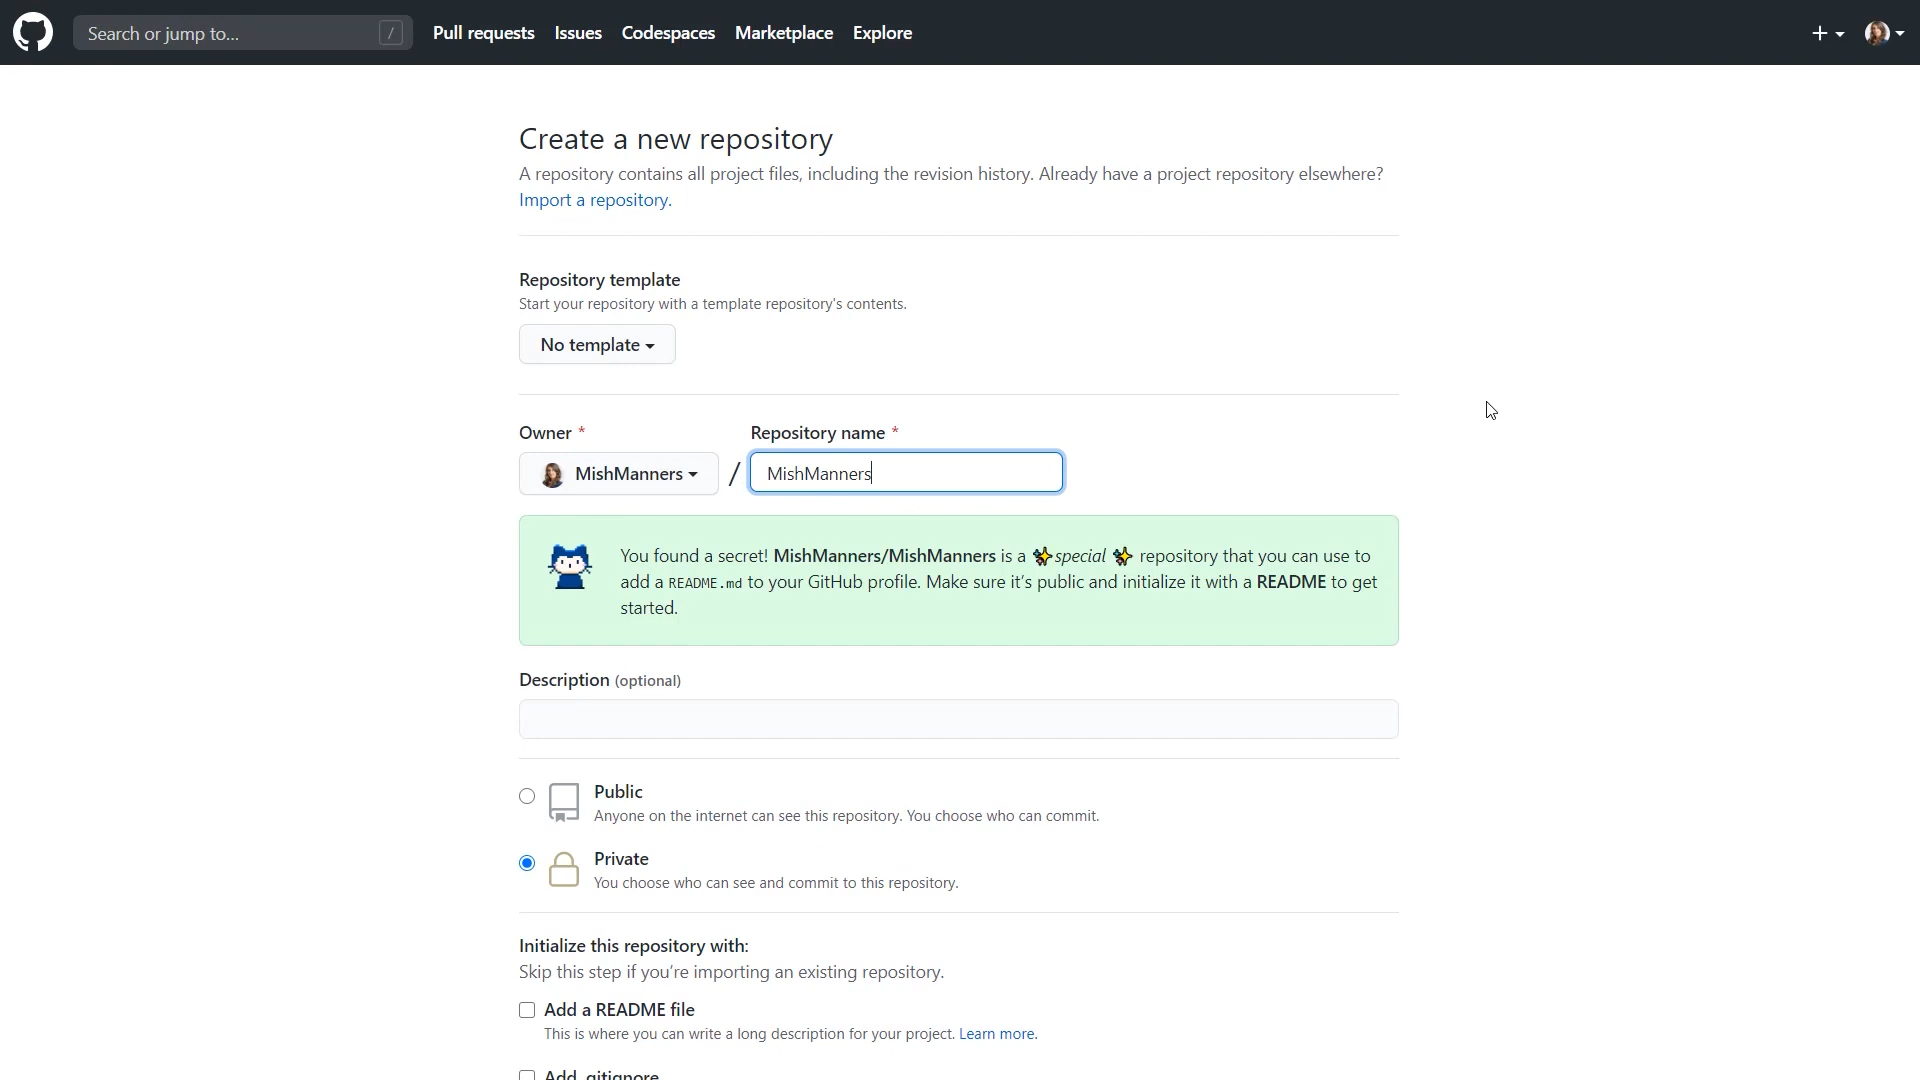 Search or jump to... /
Pull requests Issues Codespaces Marketplace Explore
Create a new repository
A repository contains all project files, including the revision history. Already have a project repository elsewhere?
Import a repository.
Repository template
Start your repository with a template repository's contents.
No template
Owner * Repository name *
MishManners / MishManners
You found a secret! MishManners/MishManners is a ✨special ✨ repository that you can use to
add a README.md to your GitHub profile. Make sure it's public and initialize it with a README to get
started.
Description (optional)
Public
Anyone on the internet can see this repository. You choose who can commit.
Private
You choose who can see and commit to this repository.
Initialize this repository with:
Skip this step if you're importing an existing repository.
Add a README file
This is where you can write a long description for your project. Learn more.
Add .gitignore